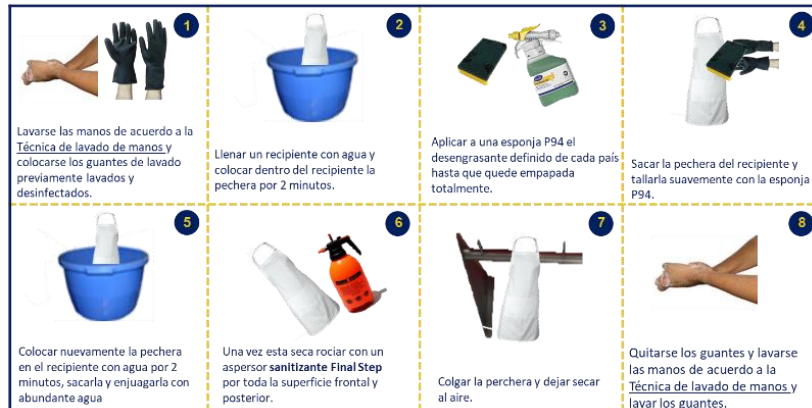 1
Lavarse las manos de acuerdo a la
Técnica de lavado de manos y
colocarse los guantes de lavado
previamente lavados y
desinfectados.
2
Llenar un recipiente con agua y
colocar dentro del recipiente la
pechera por 2 minutos.
3
Aplicar a una esponja P94 el
desengrasante definido de cada país
hasta que quede empapada
totalmente.
4
Sacar la pechera del recipiente y
tallarla suavemente con la esponja
P94.
5
Colocar nuevamente la pechera
en el recipiente con agua por 2
minutos, sacarla y enjuagarla con
abundante agua
6
Una vez esta seca rociar con un
aspersor sanitizante Final Step
por toda la superficie frontal y
posterior.
7
Colgar la perchera y dejar secar
al aire.
8
Quitarse los guantes y lavarse
las manos de acuerdo a la
Técnica de lavado de manos y
lavar los guantes.